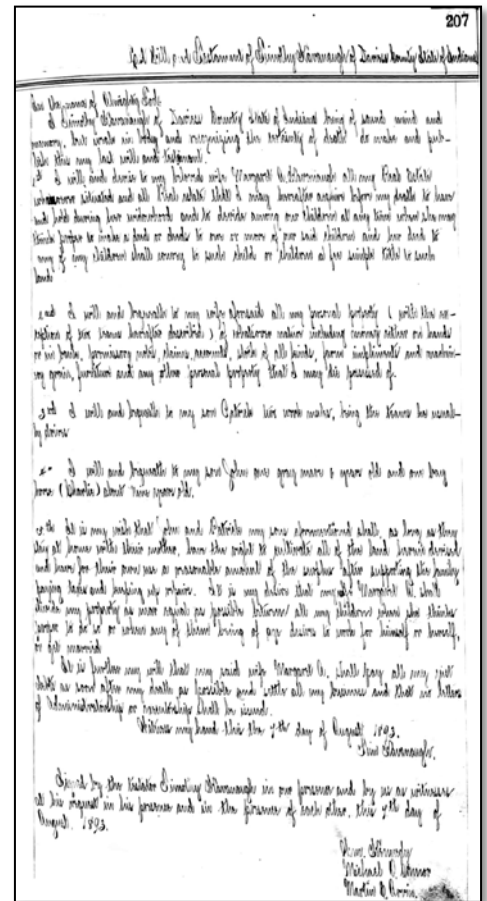 207
Last Will and Testament of Timothy Kavanaugh of Daviess County State of Indiana
In the name of Almighty God
I Timothy Kavanaugh of Daviess County State of Indiana being of sound mind and
memory, but weak in body and recognizing the certainty of death do make and pub-
lish this my last will and testament.
1st I will and devise to my beloved wife Margaret C. Kavanaugh all my Real Estate
wheresoever situated and all Real estate that I may hereafter acquire before my death to have
and hold during her widowhood and to devide among our children at any time when she may
think proper to make a deed or deeds to one or more of our said children and her deed to
any of my children shall convey to such child or children a fee simple title to such
land
2nd I will and bequeath to my wife aforesaid all my personal property (with the ex-
ception of the same hereafter described) of whatsoever nature including money either on hands
or in bank, promissory notes, claims, accounts, stock of all kinds, farm implements and machin-
ery grain, furniture and any other personal property that I may die possessed of.
3rd I will and bequeath to my son Patrick two work mules, being the team he usual-
ly drives
I will and bequeath to my son John one gray mare 6 years old and one bay
horse (Charlie) about nine years old.
It is my wish that John and Patrick my sons aforementioned shall, as long as they
stay at home with their mother, have the right to cultivate all of the land herein devised
and have for their own use a reasonable amount of the surplus after supporting the family
paying taxes and keeping up repairs. It is my desire that my wife Margaret C. shall
divide my property as near equal as possible between all my children when she thinks
proper to do so or when any of them being of age desires to work for himself or herself,
or get married
It is further my will that my said wife Margaret C. shall pay all my just
debts as soon after my death as possible and settle all my business and that no letters
of Administratorship or executorship shall be issued.
Witness my hand this the 7th day of August 1893.
Tim Kavanaugh.
Signed by the testator Timothy Kavanaugh in our presence and by us as witnesses
at his request in his presence and in the presence of each other, this 7th day of
August 1893.
Kennedy
Michael O Connor
Martin